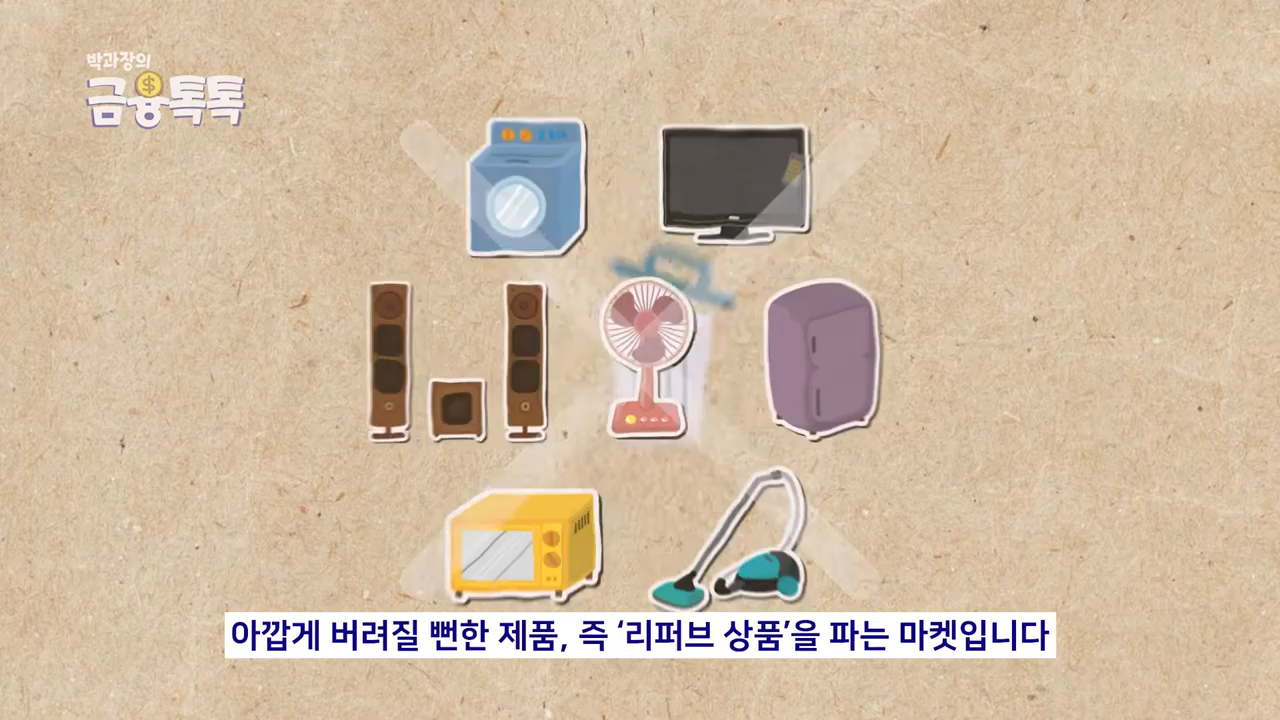 박과장의
금융톡톡
아깝게 버려질 뻔한 제품, 즉 ‘리퍼브 상품’을 파는 마켓입니다